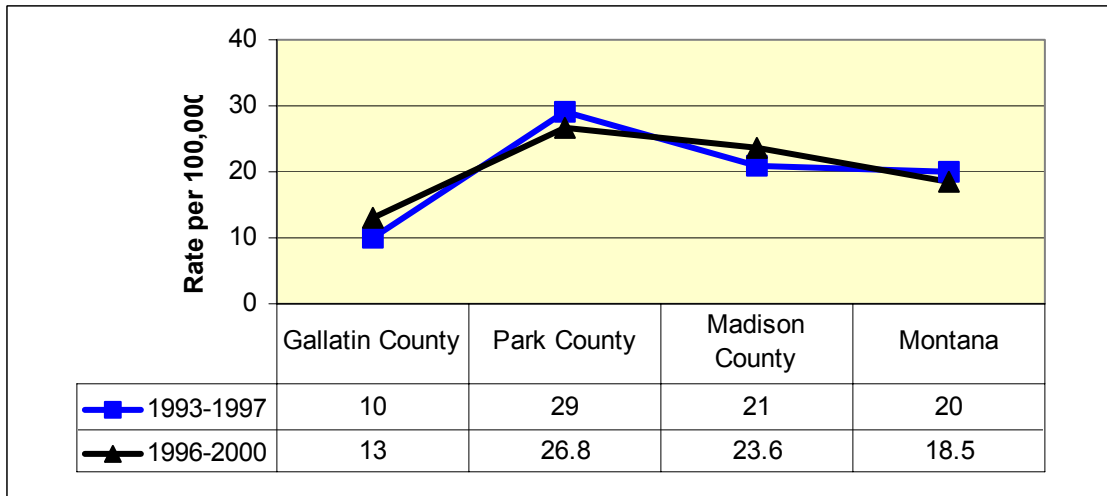 40
30
20
10
0
Rate per 100,000
Gallatin County Park County Madison County Montana
1993-1997 10 29 21 20
1996-2000 13 26.8 23.6 18.5